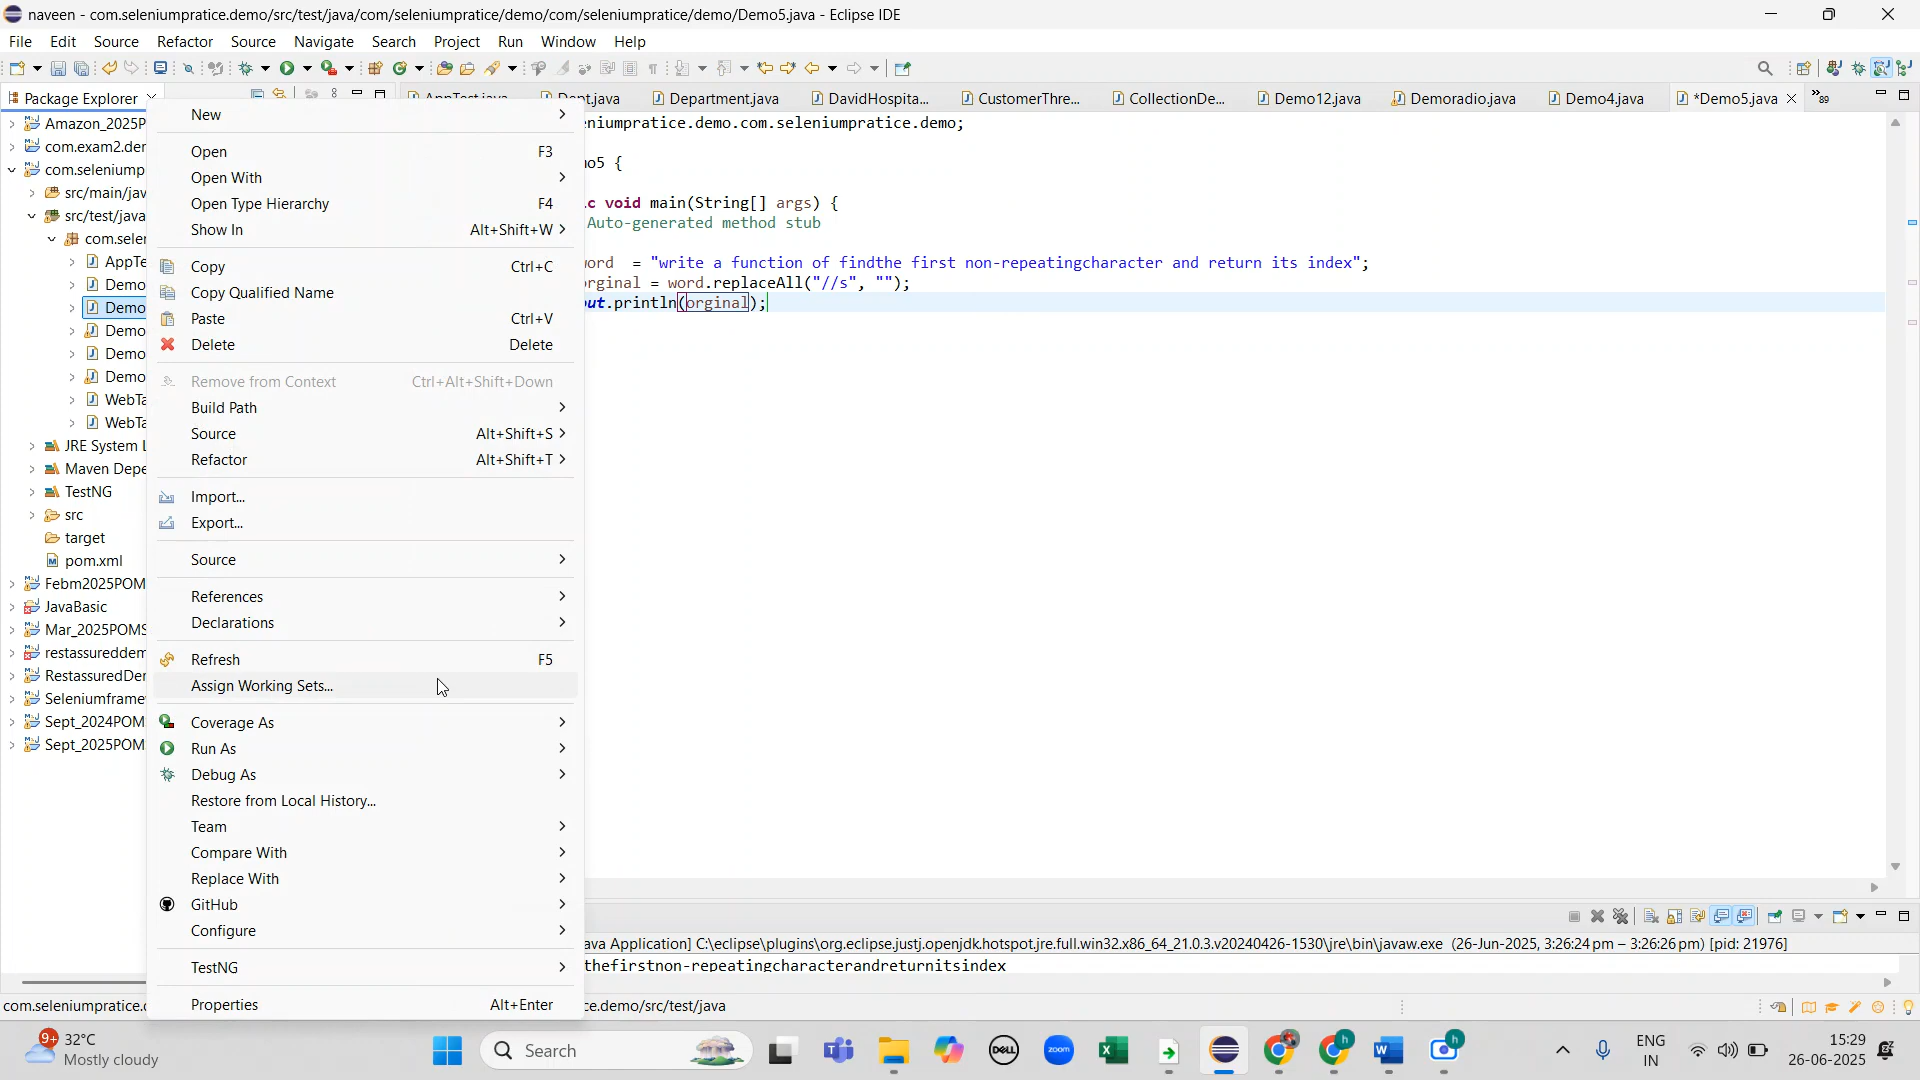 naveen - com.seleniumpratice.demo/src/test/java/com/seleniumpratice/demo/com/seleniumpratice/demo/Demo5.java - Eclipse IDE
File Edit Source Refactor Source Navigate Search Project Run Window Help
Package Explorer
AppTest.java Dept.java Department.java DavidHospita... CustomerThre... CollectionDe... Demo12.java Demoradio.java Demo4.java *Demo5.java 89
Amazon_2025P
com.exam2.der
com.seleniump
src/main/jav
src/test/java
com.seler
AppTe
Demo
Demo
Demo
Demo
Demo
WebTa
WebTa
JRE System L
Maven Depe
TestNG
src
target
pom.xml
Febm2025POM
JavaBasic
Mar_2025POMS
restassureddem
RestassuredDer
Seleniumframe
Sept_2024POM
Sept_2025POM
New
Open F3
Open With
Open Type Hierarchy F4
Show In Alt+Shift+W
Copy Ctrl+C
Copy Qualified Name
Paste Ctrl+V
Delete Delete
Remove from Context Ctrl+Alt+Shift+Down
Build Path
Source Alt+Shift+S
Refactor Alt+Shift+T
Import...
Export...
Source
References
Declarations
Refresh F5
Assign Working Sets...
Coverage As
Run As
Debug As
Restore from Local History...
Team
Compare With
Replace With
GitHub
Configure
TestNG
Properties Alt+Enter
niumpratice.demo.com.seleniumpratice.demo;
o5 {
c void main(String[] args) {
Auto-generated method stub
word = "write a function of findthe first non-repeatingcharacter and return its index";
orginal = word.replaceAll("//s", "");
ut.println(orginal);
ava Application] C:\eclipse\plugins\org.eclipse.justj.openjdk.hotspot.jre.full.win32.x86_64_21.0.3.v20240426-1530\jre\bin\javaw.exe (26-Jun-2025, 3:26:24 pm – 3:26:26 pm) [pid: 21976]
thefirstnon-repeatingcharacterandreturnitsindex
com.seleniumpratice. ce.demo/src/test/java
9+ 32°C
Mostly cloudy
Search
DELL
zoom
ENG
IN
15:29
26-06-2025